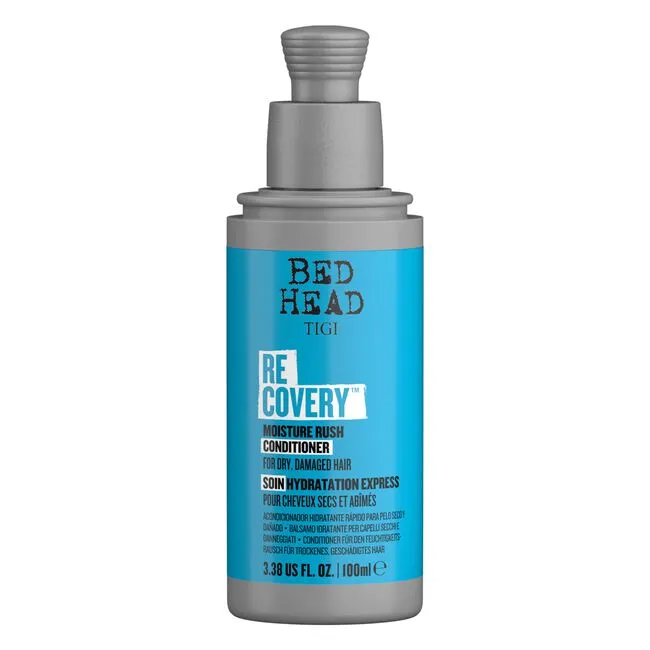 BED
HEAD
TIGI
RE
COVERY™
MOISTURE RUSH
CONDITIONER
FOR DRY, DAMAGED HAIR
SOIN HYDRATATION EXPRESS
POUR CHEVEUX SECS ET ABÎMÉS
ACONDICIONADOR HIDRATANTE RÁPIDO PARA PELO SECO Y
DAÑADO • BALSAMO IDRATANTE PER CAPELLI SECCHI E
DANNEGGIATI • CONDITIONER FÜR DEN FEUCHTIGKEITS-
RAUSCH FÜR TROCKENES, GESCHÄDIGTES HAAR
3.38 US FL. OZ. | 100ml ℮